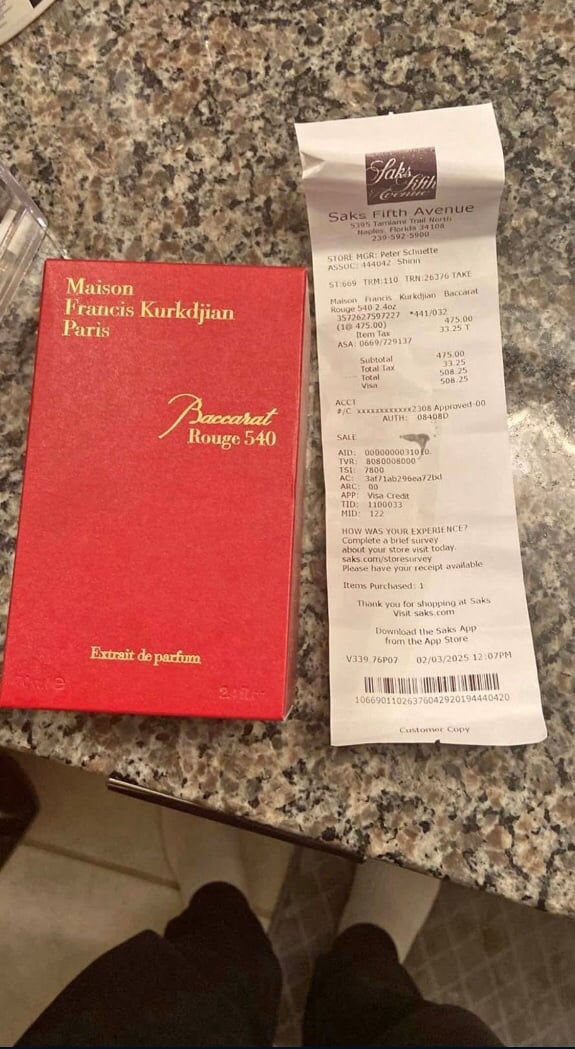 Maison
Francis Kurkdjian
Paris
Baccarat
Rouge 540
Extrait de parfum
Saks
Fifth
Avenue
Saks Fifth Avenue
5395 Tamiami Trail North
Naples, Florida 34108
239-592-5900
STORE MGR: Peter Schuette
ASSOC: 444042 Shirin
ST:669 TRM:110 TRN:26376 TAKE
Maison Francis Kurkdjian Baccarat
Rouge 540 2.4oz
3572627597227 *441/032
(1@ 475.00) 475.00
Item Tax 33.25 T
ASA: 0669/729137
Subtotal 475.00
Total Tax 33.25
Total 508.25
Visa 508.25
ACCT
#/C xxxxxxxxxxxx2308 Approved-00
AUTH: 08408D
SALE
AID: 0000000031010.
TVR: 8080008000
TSI: 7800
AC: 3af71ab296ea72bd
ARC: 00
APP: Visa Credit
TID: 1100033
MID: 122
HOW WAS YOUR EXPERIENCE?
Complete a brief survey
about your store visit today.
saks.com/storesurvey
Please have your receipt available
Items Purchased: 1
Thank you for shopping at Saks
Visit saks.com
Download the Saks App
from the App Store
V339.76P07 02/03/2025 12:07PM
10669011026376042920194440420
Customer Copy